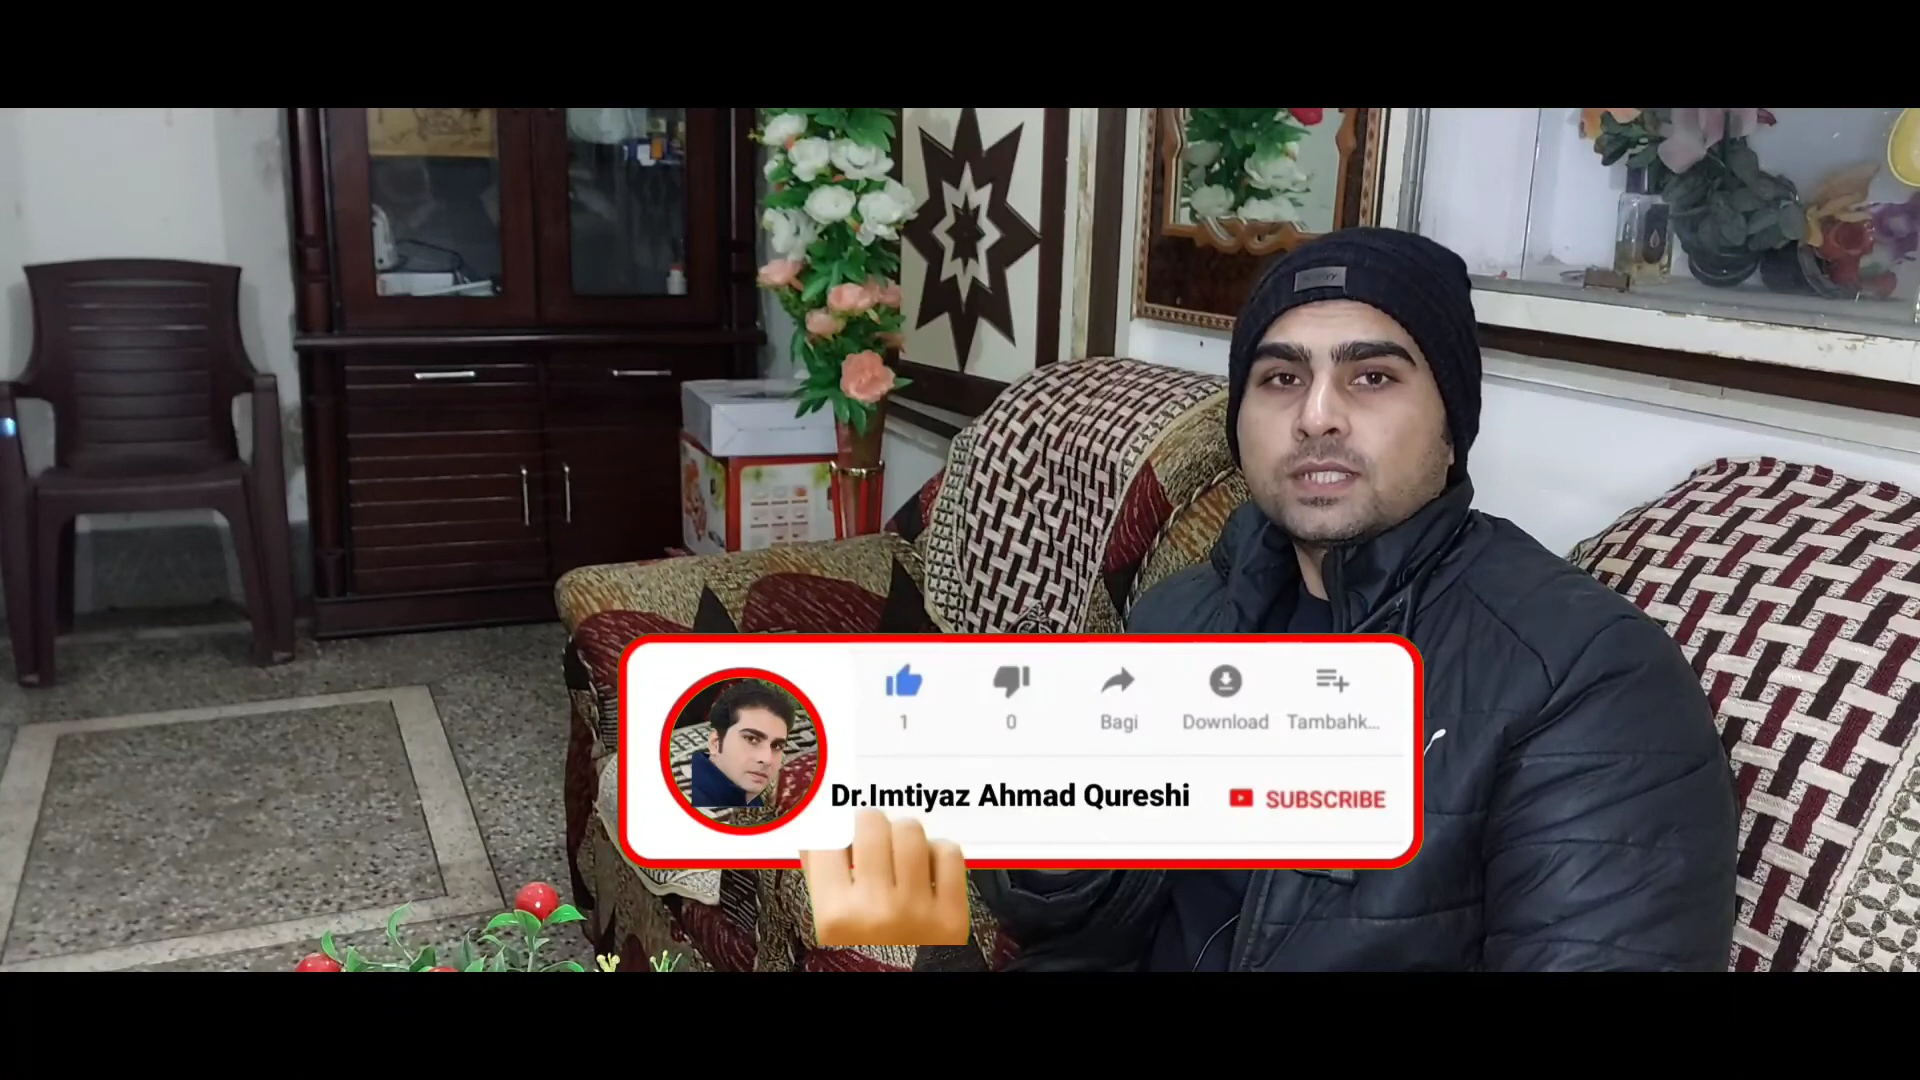 1
0
Bagi
Download
Tambahk...
Dr.Imtiyaz Ahmad Qureshi
SUBSCRIBE